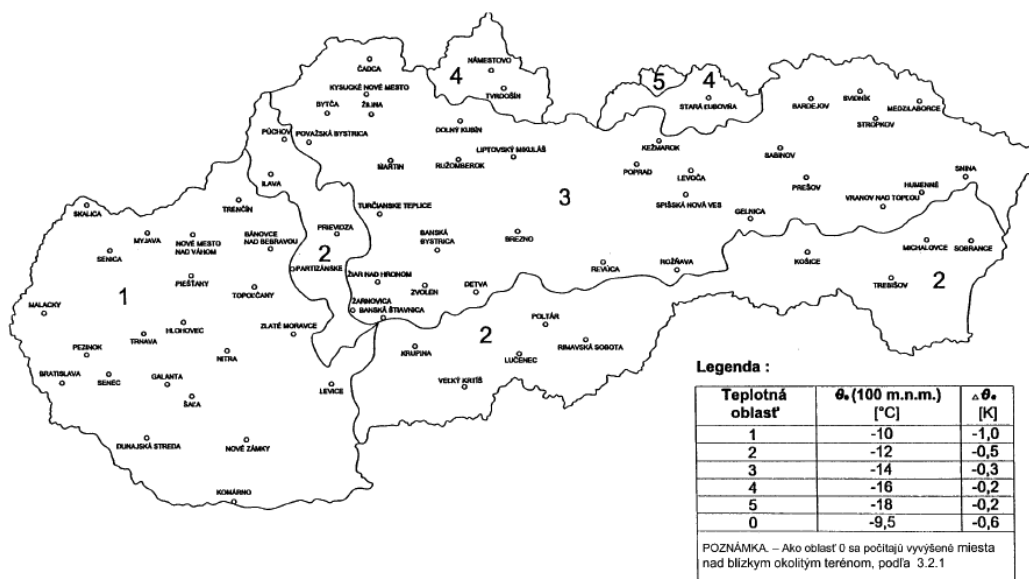 ČADCA
NÁMESTOVO
4
5
4
KYSUCKÉ NOVÉ MESTO
TVRDOŠÍN
STARÁ ĽUBOVŇA
BARDEJOV
SVIDNÍK
MEDZILABORCE
BYTČA
ŽILINA
STROPKOV
DOLNÝ KUBÍN
PÚCHOV
POVAŽSKÁ BYSTRICA
KEŽMAROK
SABINOV
LIPTOVSKÝ MIKULÁŠ
MARTIN
RUŽOMBEROK
POPRAD
LEVOČA
PREŠOV
SNINA
ILAVA
HUMENNÉ
3
SPIŠSKÁ NOVÁ VES
VRANOV NAD TOPĽOU
SKALICA
TRENČÍN
TURČIANSKE TEPLICE
GELNICA
MYJAVA
NOVÉ MESTO
NAD VÁHOM
BÁNOVCE
NAD BEBRAVOU
PRIEVIDZA
BANSKÁ
BYSTRICA
BREZNO
MICHALOVCE
SOBRANCE
SENICA
2
KOŠICE
PARTIZÁNSKE
REVÚCA
ROŽŇAVA
PIEŠŤANY
ŽIAR NAD HRONOM
TREBIŠOV
2
1
TOPOĽČANY
ZVOLEN
DETVA
MALACKY
ŽARNOVICA
BANSKÁ ŠTIAVNICA
HLOHOVEC
ZLATÉ MORAVCE
POLTÁR
TRNAVA
2
PEZINOK
NITRA
KRUPINA
LUČENEC
RIMAVSKÁ SOBOTA
BRATISLAVA
SENEC
GALANTA
LEVICE
VEĽKÝ KRTÍŠ
ŠAĽA
DUNAJSKÁ STREDA
NOVÉ ZÁMKY
KOMÁRNO
Legenda :
Teplotná oblasť θe (100 m.n.m.) [°C] △θe [K]
1 -10 -1,0
2 -12 -0,5
3 -14 -0,3
4 -16 -0,2
5 -18 -0,2
0 -9,5 -0,6
POZNÁMKA. – Ako oblasť 0 sa počítajú vyvýšené miesta
nad blízkym okolitým terénom, podľa 3.2.1